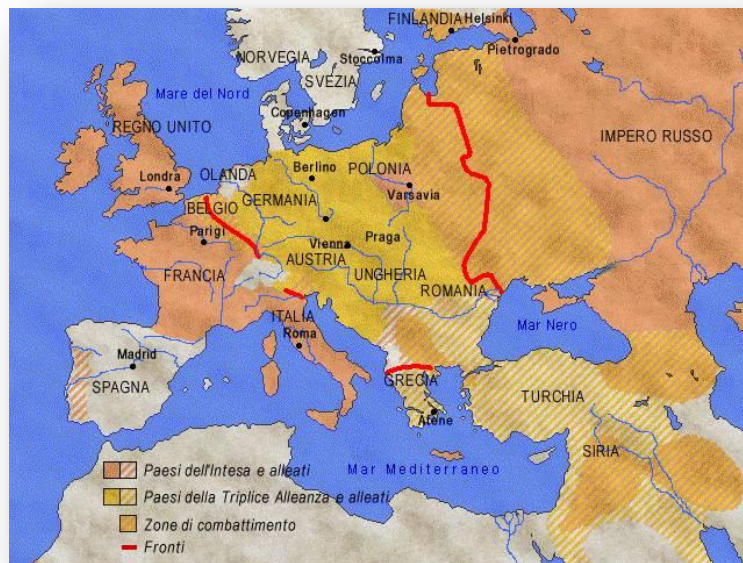 FINLANDIA
Helsinki
Pietrogrado
NORVEGIA
Stoccolma
SVEZIA
Mare del Nord
Copenhagen
REGNO UNITO
IMPERO RUSSO
OLANDA
Berlino
POLONIA
Londra
Varsavia
BELGIO
GERMANIA
Parigi
Vienna
Praga
AUSTRIA
FRANCIA
UNGHERIA
ROMANIA
ITALIA
Mar Nero
Roma
Madrid
SPAGNA
GRECIA
TURCHIA
Atene
SIRIA
Mar Mediterraneo
Paesi dell'Intesa e alleati
Paesi della Triplice Alleanza e alleati
Zone di combattimento
Fronti